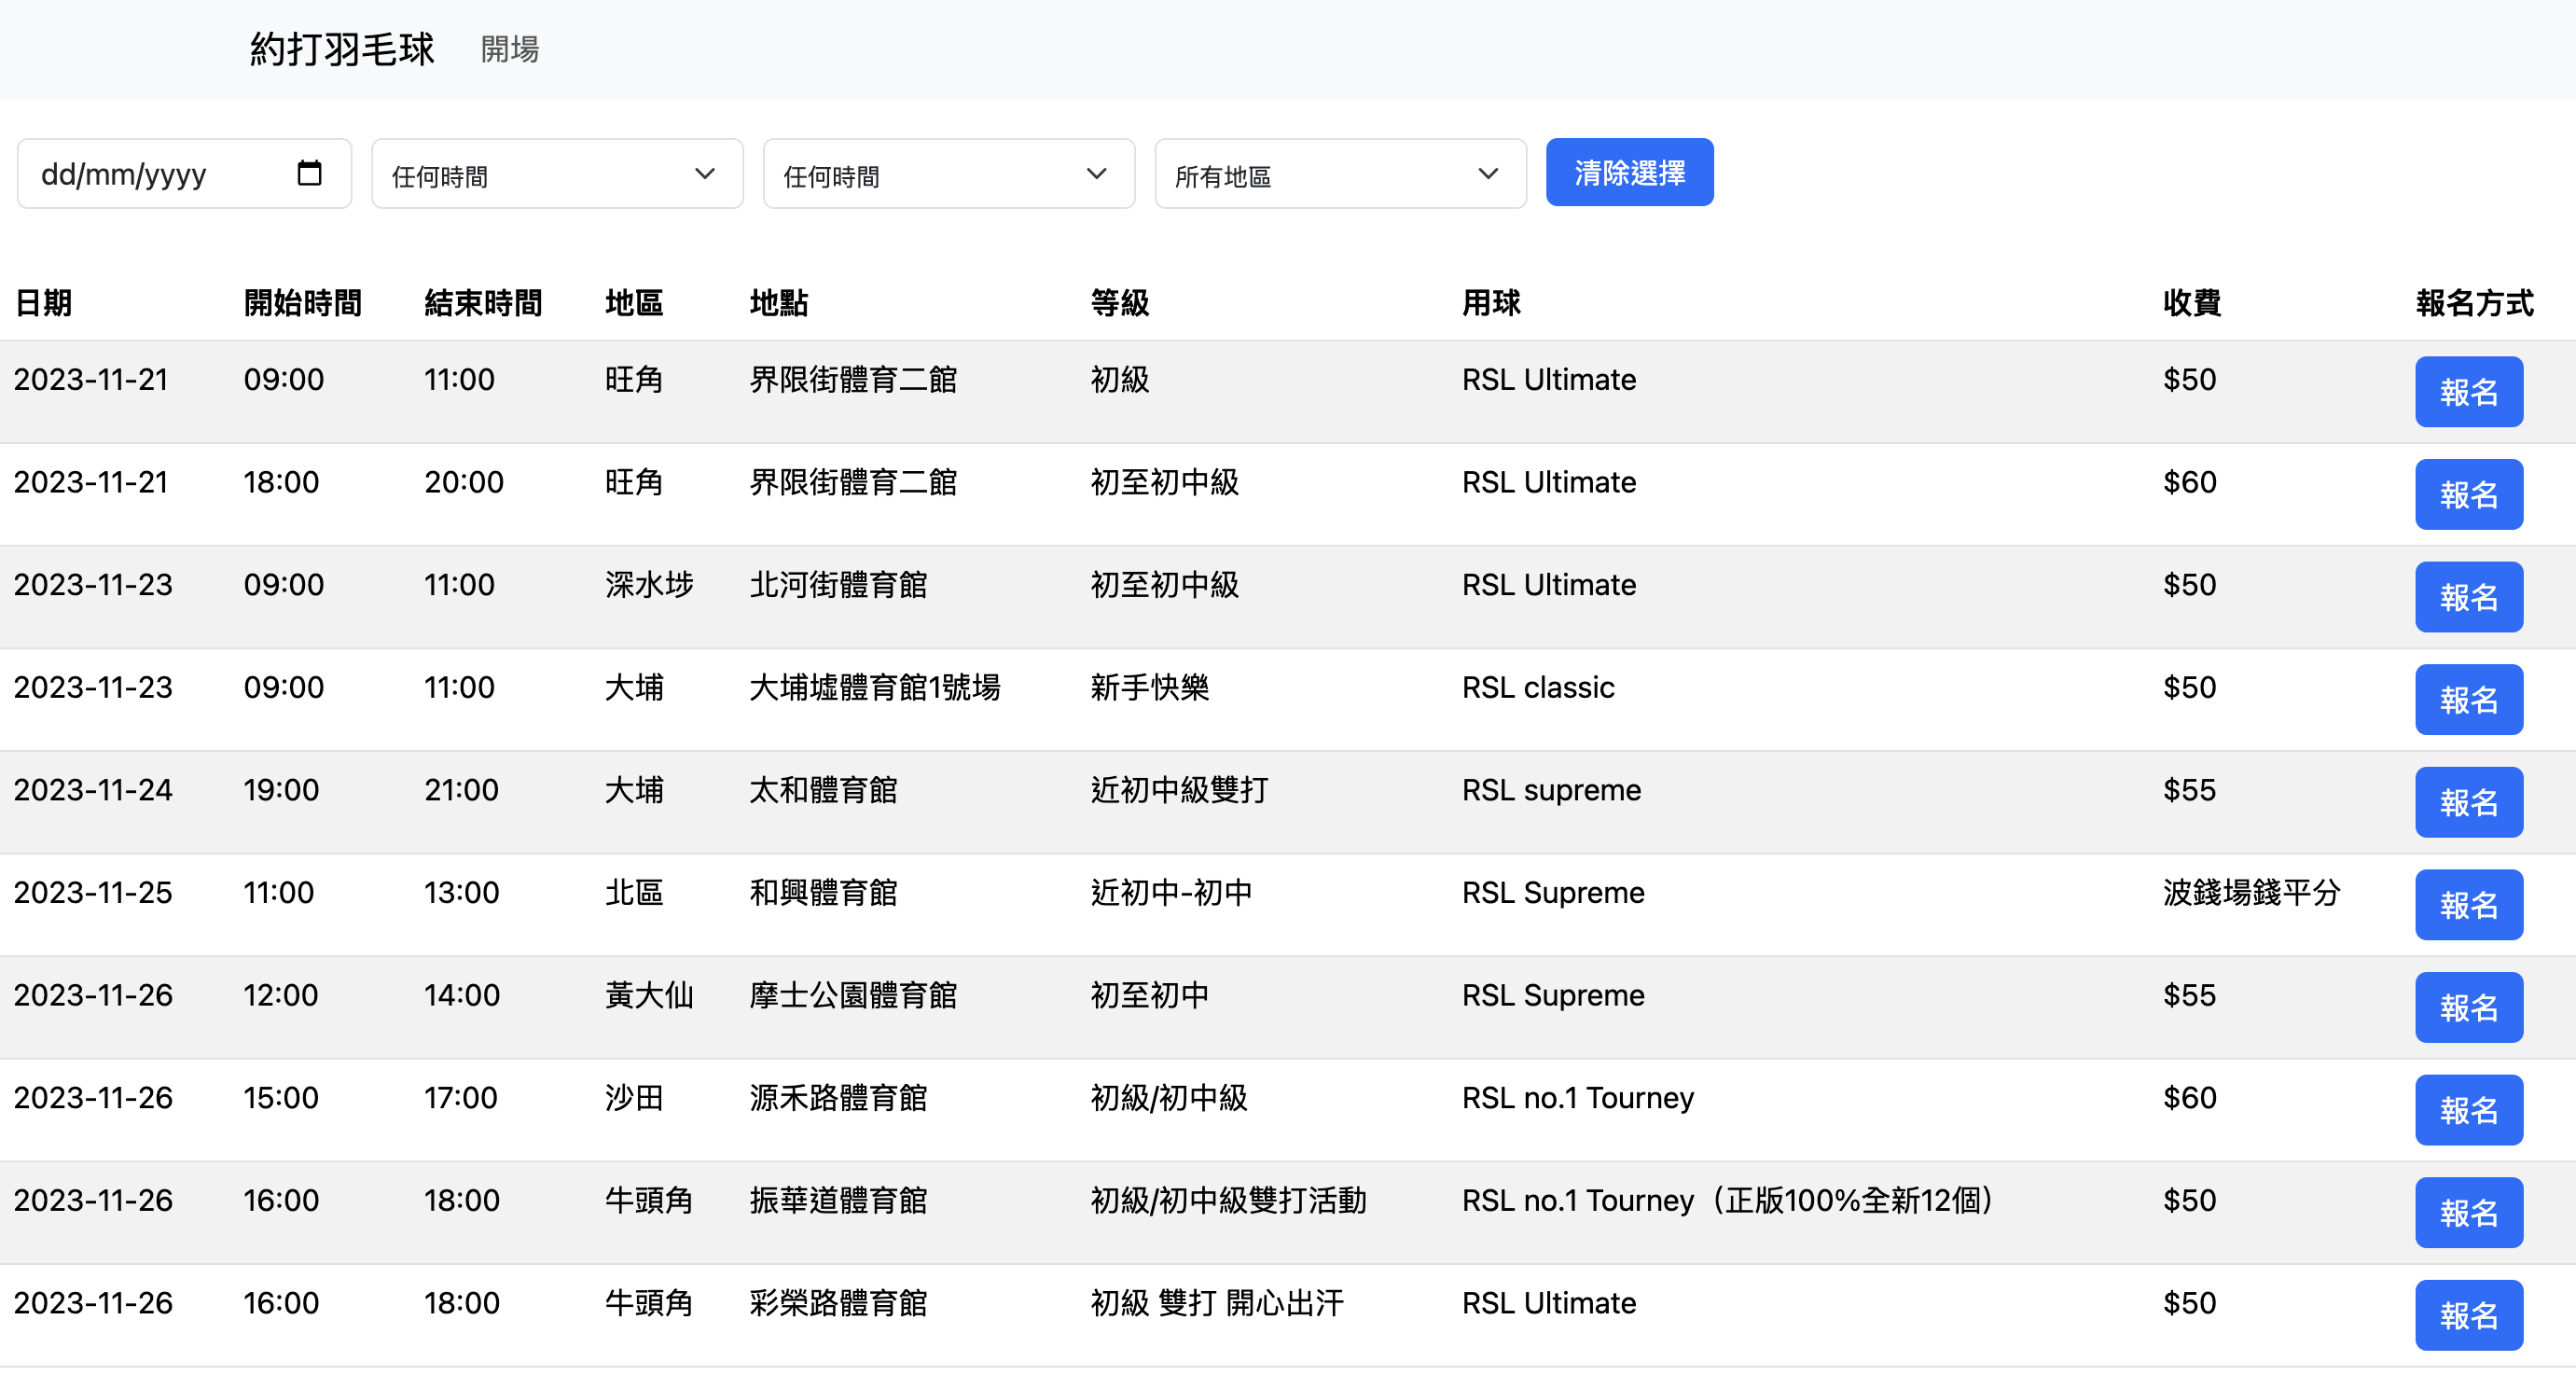 約打羽毛球 開場
dd/mm/yyyy 任何時間 任何時間 所有地區 清除選擇
日期 開始時間 結束時間 地區 地點 等級 用球 收費 報名方式
2023-11-21 09:00 11:00 旺角 界限街體育二館 初級 RSL Ultimate $50 報名
2023-11-21 18:00 20:00 旺角 界限街體育二館 初至初中級 RSL Ultimate $60 報名
2023-11-23 09:00 11:00 深水埗 北河街體育館 初至初中級 RSL Ultimate $50 報名
2023-11-23 09:00 11:00 大埔 大埔墟體育館1號場 新手快樂 RSL classic $50 報名
2023-11-24 19:00 21:00 大埔 太和體育館 近初中級雙打 RSL supreme $55 報名
2023-11-25 11:00 13:00 北區 和興體育館 近初中-初中 RSL Supreme 波錢場錢平分 報名
2023-11-26 12:00 14:00 黃大仙 摩士公園體育館 初至初中 RSL Supreme $55 報名
2023-11-26 15:00 17:00 沙田 源禾路體育館 初級/初中級 RSL no.1 Tourney $60 報名
2023-11-26 16:00 18:00 牛頭角 振華道體育館 初級/初中級雙打活動 RSL no.1 Tourney（正版100%全新12個） $50 報名
2023-11-26 16:00 18:00 牛頭角 彩榮路體育館 初級 雙打 開心出汗 RSL Ultimate $50 報名